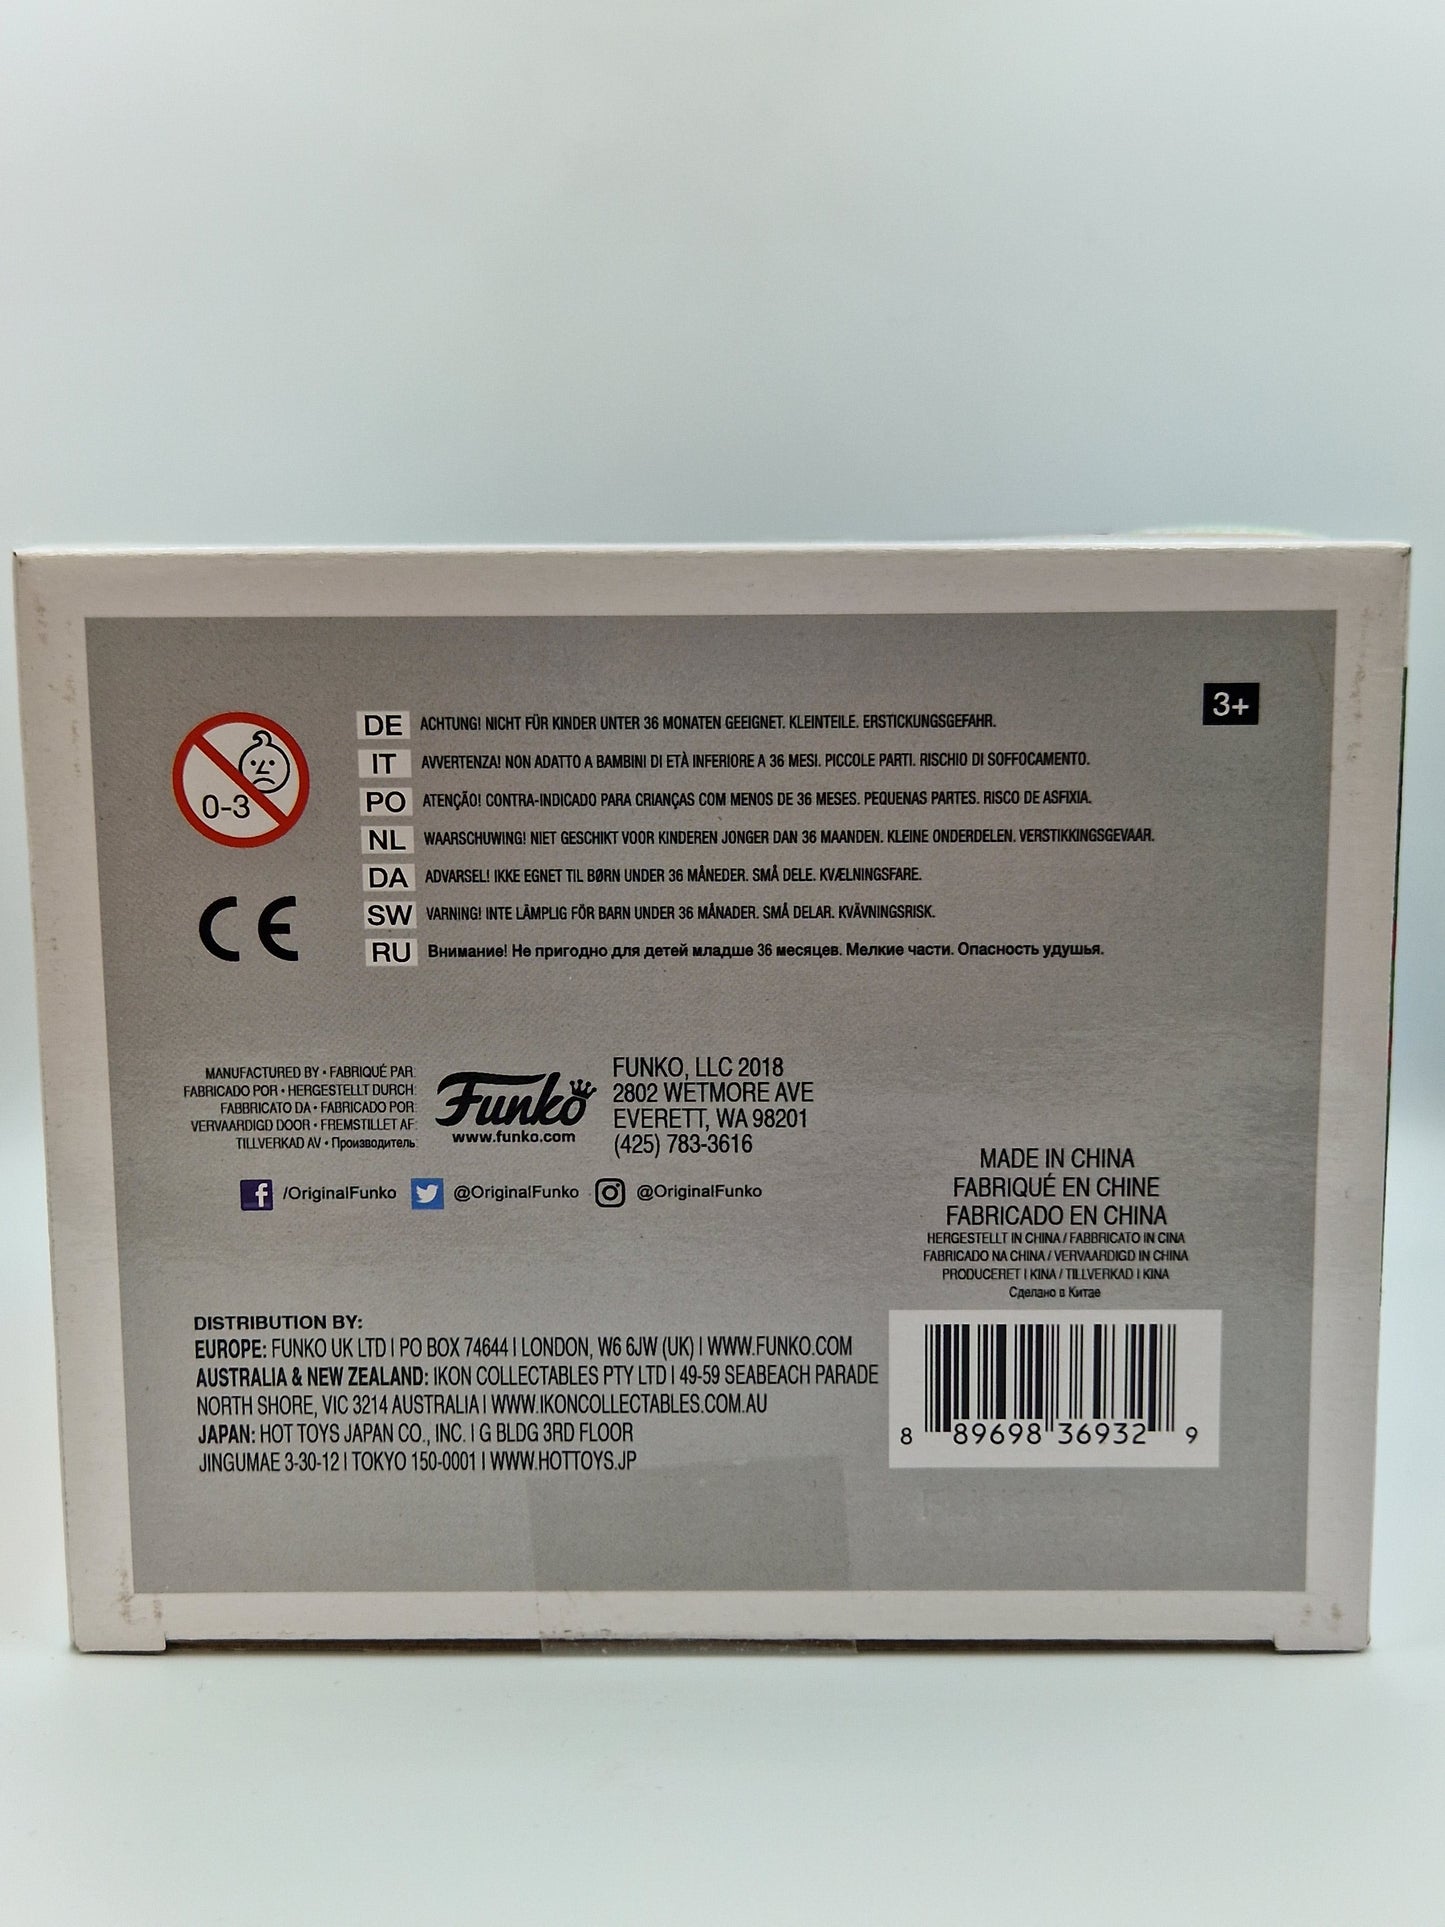 3+
0-3
DE ACHTUNG! NICHT FÜR KINDER UNTER 36 MONATEN GEEIGNET. KLEINTEILE. ERSTICKUNGSGEFAHR.
IT AVVERTENZA! NON ADATTO A BAMBINI DI ETÀ INFERIORE A 36 MESI. PICCOLE PARTI. RISCHIO DI SOFFOCAMENTO.
PO ATENÇÃO! CONTRA-INDICADO PARA CRIANÇAS COM MENOS DE 36 MESES. PEQUENAS PARTES. RISCO DE ASFIXIA.
NL WAARSCHUWING! NIET GESCHIKT VOOR KINDEREN JONGER DAN 36 MAANDEN. KLEINE ONDERDELEN. VERSTIKKINGSGEVAAR.
DA ADVARSEL! IKKE EGNET TIL BØRN UNDER 36 MÅNEDER. SMÅ DELE. KVÆLNINGSFARE.
SW VARNING! INTE LÄMPLIG FÖR BARN UNDER 36 MÅNADER. SMÅ DELAR. KVÄVNINGSRISK.
RU Внимание! Не пригодно для детей младше 36 месяцев. Мелкие части. Опасность удушья.
CE
MANUFACTURED BY • FABRIQUÉ PAR:
FABRICADO POR • HERGESTELLT DURCH:
FABBRICATO DA • FABRICADO POR:
VERVAARDIGD DOOR • FREMSTILLET AF:
TILLVERKAD AV • Производитель:
Funko
www.funko.com
FUNKO, LLC 2018
2802 WETMORE AVE
EVERETT, WA 98201
(425) 783-3616
/OriginalFunko @OriginalFunko @OriginalFunko
MADE IN CHINA
FABRIQUÉ EN CHINE
FABRICADO EN CHINA
HERGESTELLT IN CHINA / FABBRICATO IN CINA
FABRICADO NA CHINA / VERVAARDIGD IN CHINA
PRODUCERET I KINA / TILLVERKAD I KINA
Сделано в Китае
DISTRIBUTION BY:
EUROPE: FUNKO UK LTD | PO BOX 74644 | LONDON, W6 6JW (UK) | WWW.FUNKO.COM
AUSTRALIA & NEW ZEALAND: IKON COLLECTABLES PTY LTD | 49-59 SEABEACH PARADE
NORTH SHORE, VIC 3214 AUSTRALIA | WWW.IKONCOLLECTABLES.COM.AU
JAPAN: HOT TOYS JAPAN CO., INC. | G BLDG 3RD FLOOR
JINGUMAE 3-30-12 | TOKYO 150-0001 | WWW.HOTTOYS.JP
8 89698 36932 9